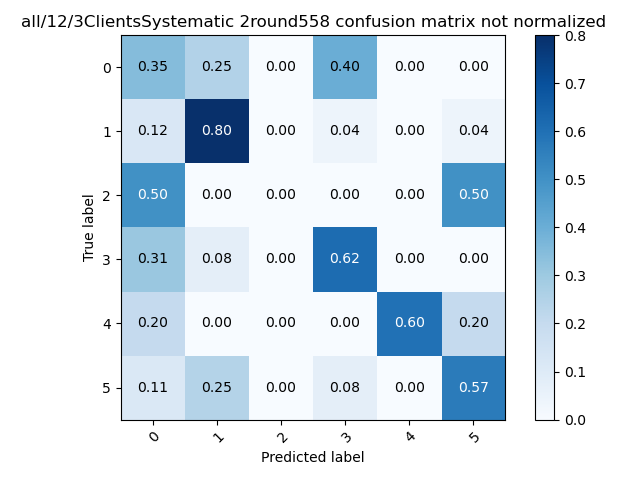 all/12/3ClientsSystematic 2round558 confusion matrix not normalized
0 0.35 0.25 0.00 0.40 0.00 0.00
1 0.12 0.80 0.00 0.04 0.00 0.04
2 0.50 0.00 0.00 0.00 0.00 0.50
3 0.31 0.08 0.00 0.62 0.00 0.00
4 0.20 0.00 0.00 0.00 0.60 0.20
5 0.11 0.25 0.00 0.08 0.00 0.57
True label
0 1 2 3 4 5
Predicted label
0.8
0.7
0.6
0.5
0.4
0.3
0.2
0.1
0.0